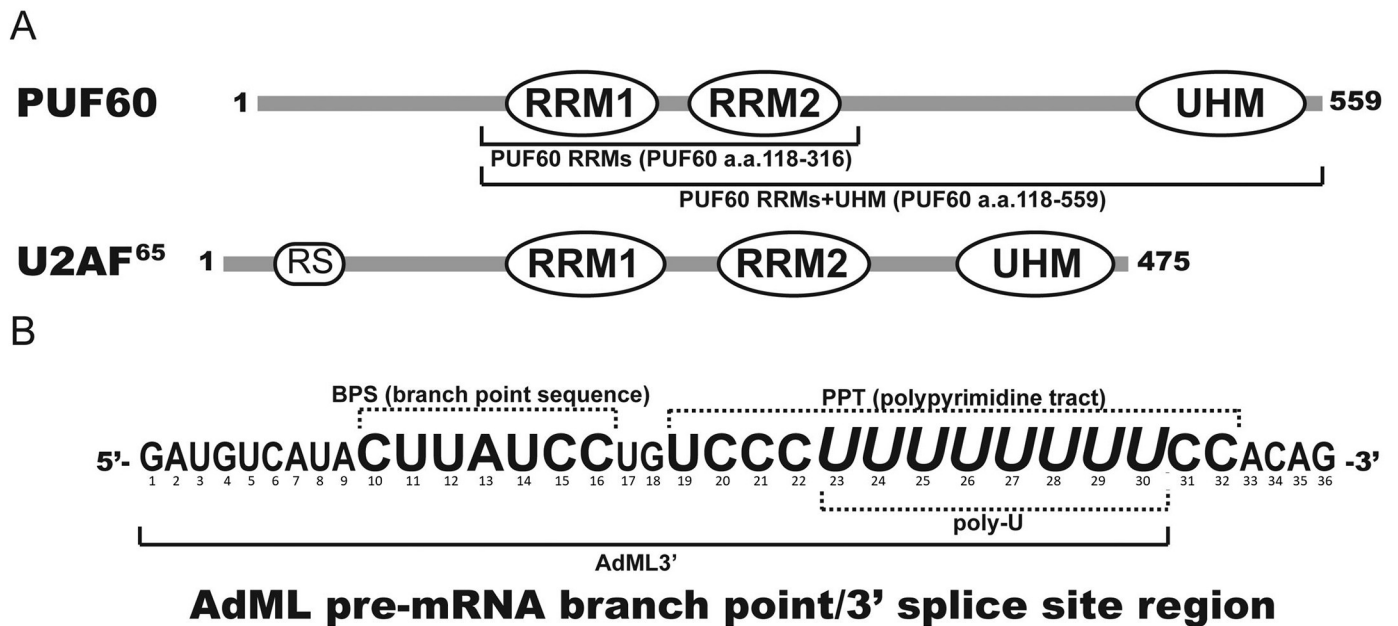 A
PUF60 1 RRM1 RRM2 UHM 559
PUF60 RRMs (PUF60 a.a.118-316)
PUF60 RRMs+UHM (PUF60 a.a.118-559)
U2AF65 1 RS RRM1 RRM2 UHM 475
B
BPS (branch point sequence) PPT (polypyrimidine tract)
5’- GAUGUCAUACUUAUCCUGUCCCUUUUUUUUCCACAG -3’
1 2 3 4 5 6 7 8 9 10 11 12 13 14 15 16 17 18 19 20 21 22 23 24 25 26 27 28 29 30 31 32 33 34 35 36
poly-U
AdML3’
AdML pre-mRNA branch point/3’ splice site region